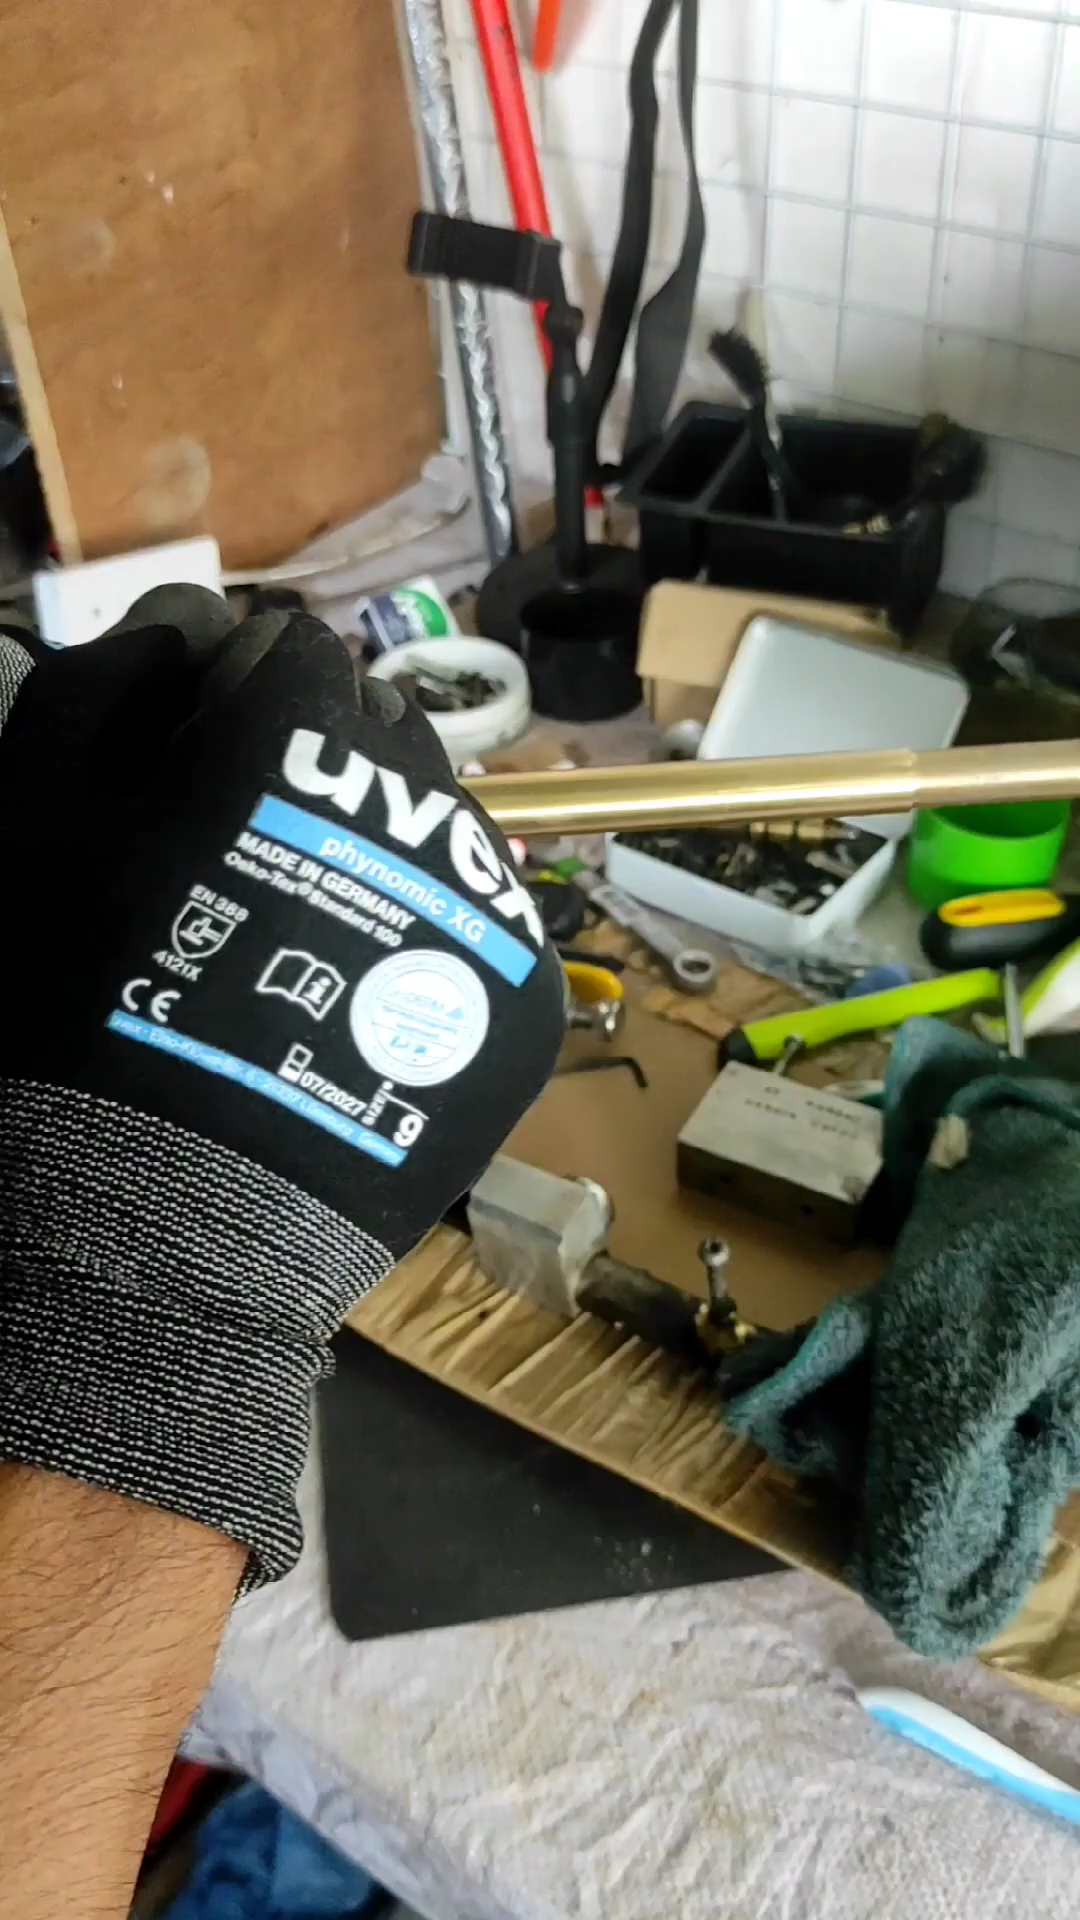 uvex
phynomic XG
MADE IN GERMANY
Oeko-Tex® Standard 100
EN 388
4121X
CE
07/2027
size
9